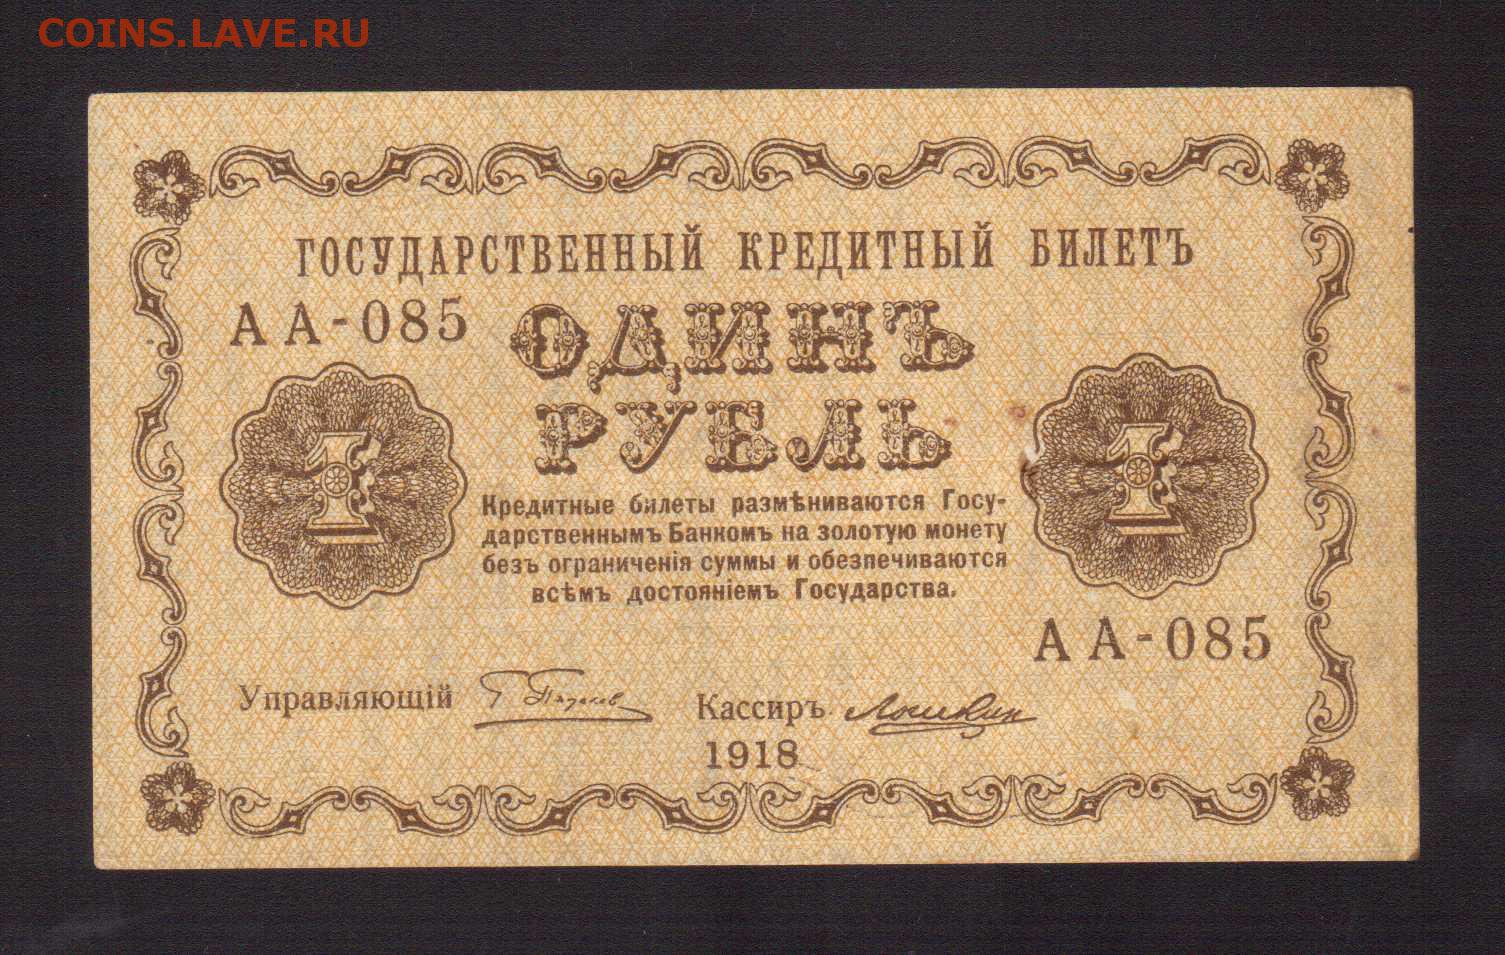 COINS.LAVE.RU
ГОСУДАРСТВЕННЫЙ КРЕДИТНЫЙ БИЛЕТЪ
АА-085
ОДИНЪ
РУБЛЬ
1
1
Кредитные билеты размѣниваются Госу-
дарственнымъ Банкомъ на золотую монету
безъ ограниченія суммы и обезпечиваются
всѣмъ достояніемъ Государства.
АА-085
Управляющій
Кассиръ
1918